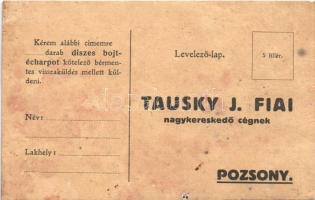 Kérem alábbi címemre
darab díszes bojt-
écharpot kötelező bérmen-
tes visszaküldés mellett kül-
deni.
Név:
Lakhely:
Levelező-lap.
5 fillér.
TAUSKY J. FIAI
nagykereskedő cégnek
POZSONY.